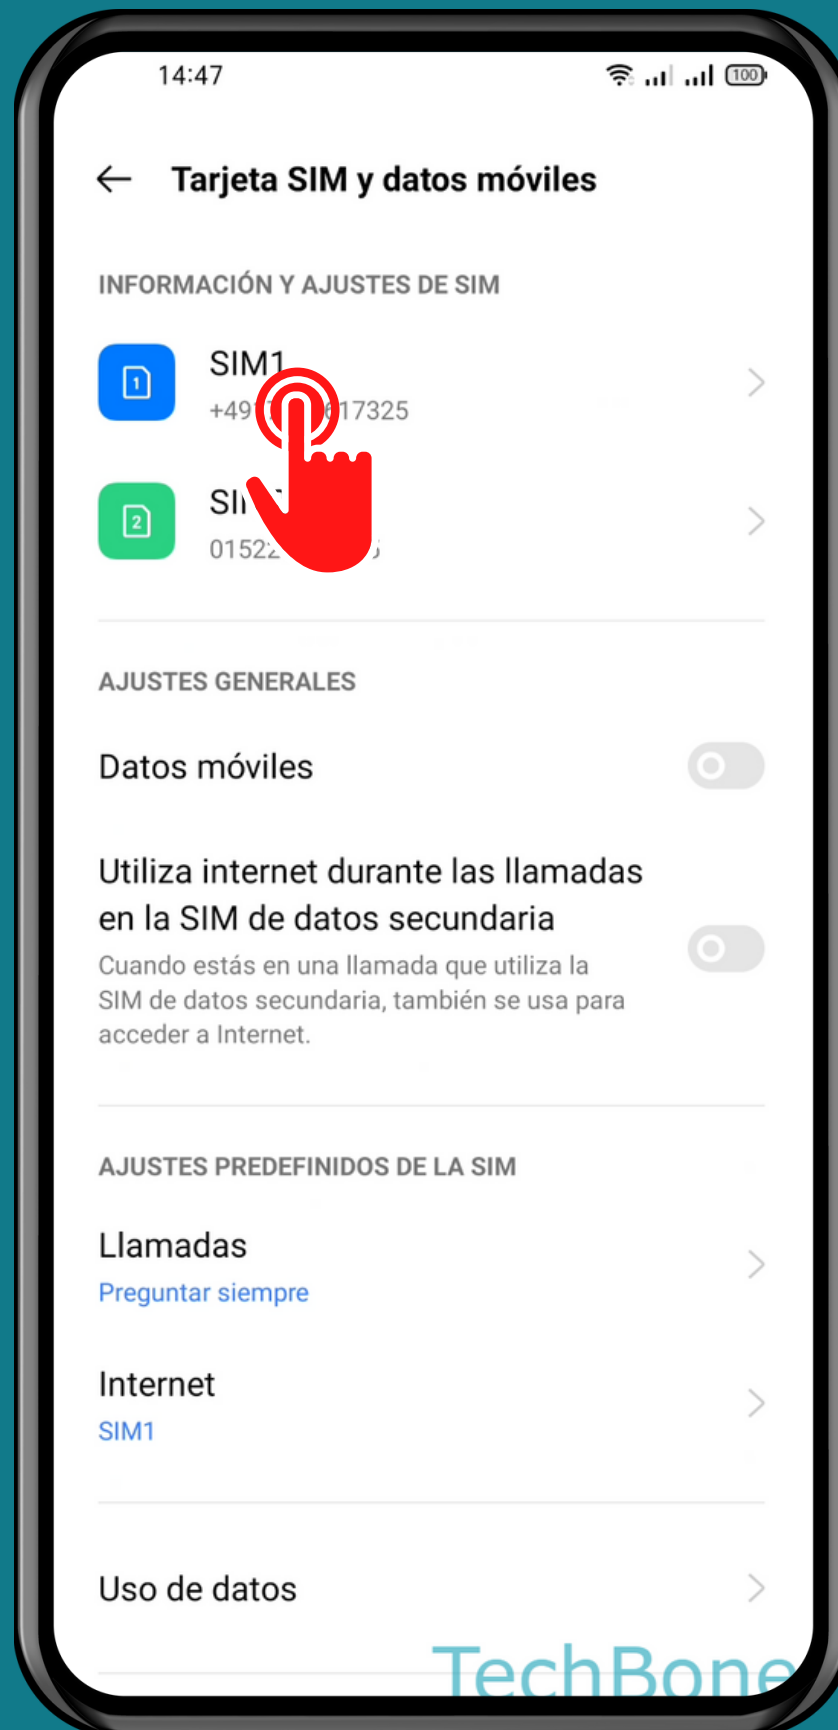 14:47
100
Tarjeta SIM y datos móviles
INFORMACIÓN Y AJUSTES DE SIM
1
SIM1
2
AJUSTES GENERALES
Datos móviles
Utiliza internet durante las llamadas
en la SIM de datos secundaria
Cuando estás en una llamada que utiliza la
SIM de datos secundaria, también se usa para
acceder a Internet.
AJUSTES PREDEFINIDOS DE LA SIM
Llamadas
Preguntar siempre
Internet
SIM1
Uso de datos
TechBone